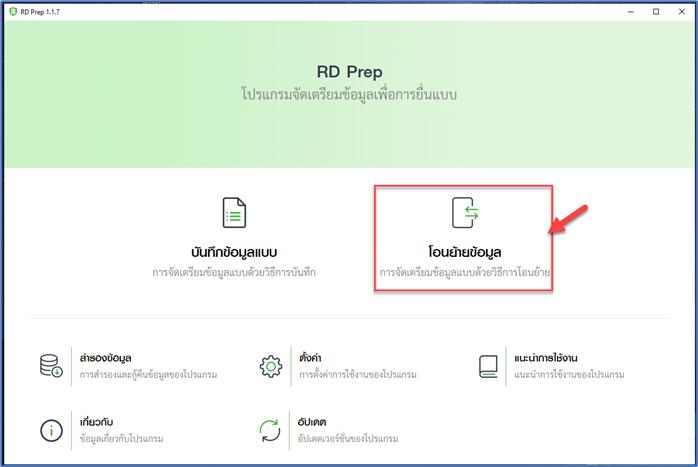 RD Prep 1.1.7
RD Prep
โปรแกรมจัดเตรียมข้อมูลเพื่อการยื่นแบบ
บันทึกข้อมูลแบบ
การจัดเตรียมข้อมูลแบบด้วยวิธีการบันทึก
โอนย้ายข้อมูล
การจัดเตรียมข้อมูลแบบด้วยวิธีการโอนย้าย
สำรองข้อมูล
การสำรองและกู้คืนข้อมูลของโปรแกรม
ตั้งค่า
การตั้งค่าการใช้งานของโปรแกรม
แนะนำการใช้งาน
แนะนำการใช้งานของโปรแกรม
เกี่ยวกับ
ข้อมูลเกี่ยวกับโปรแกรม
อัปเดต
อัปเดตเวอร์ชั่นของโปรแกรม